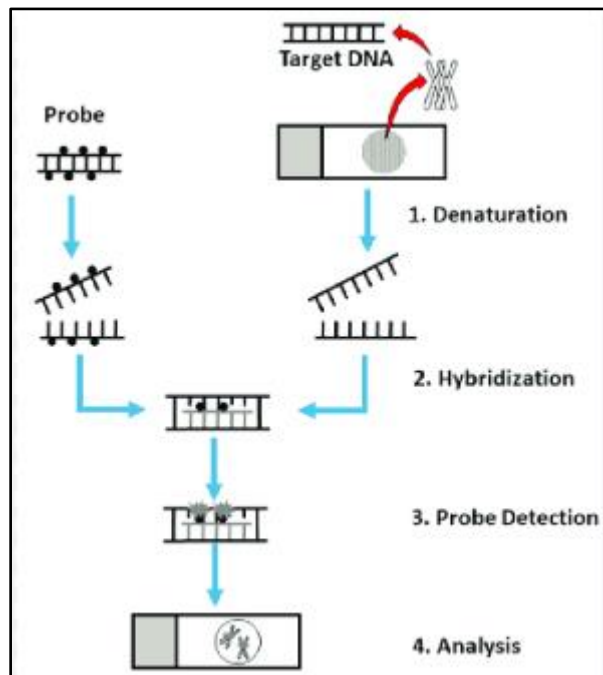 Target DNA
Probe
1. Denaturation
2. Hybridization
3. Probe Detection
4. Analysis